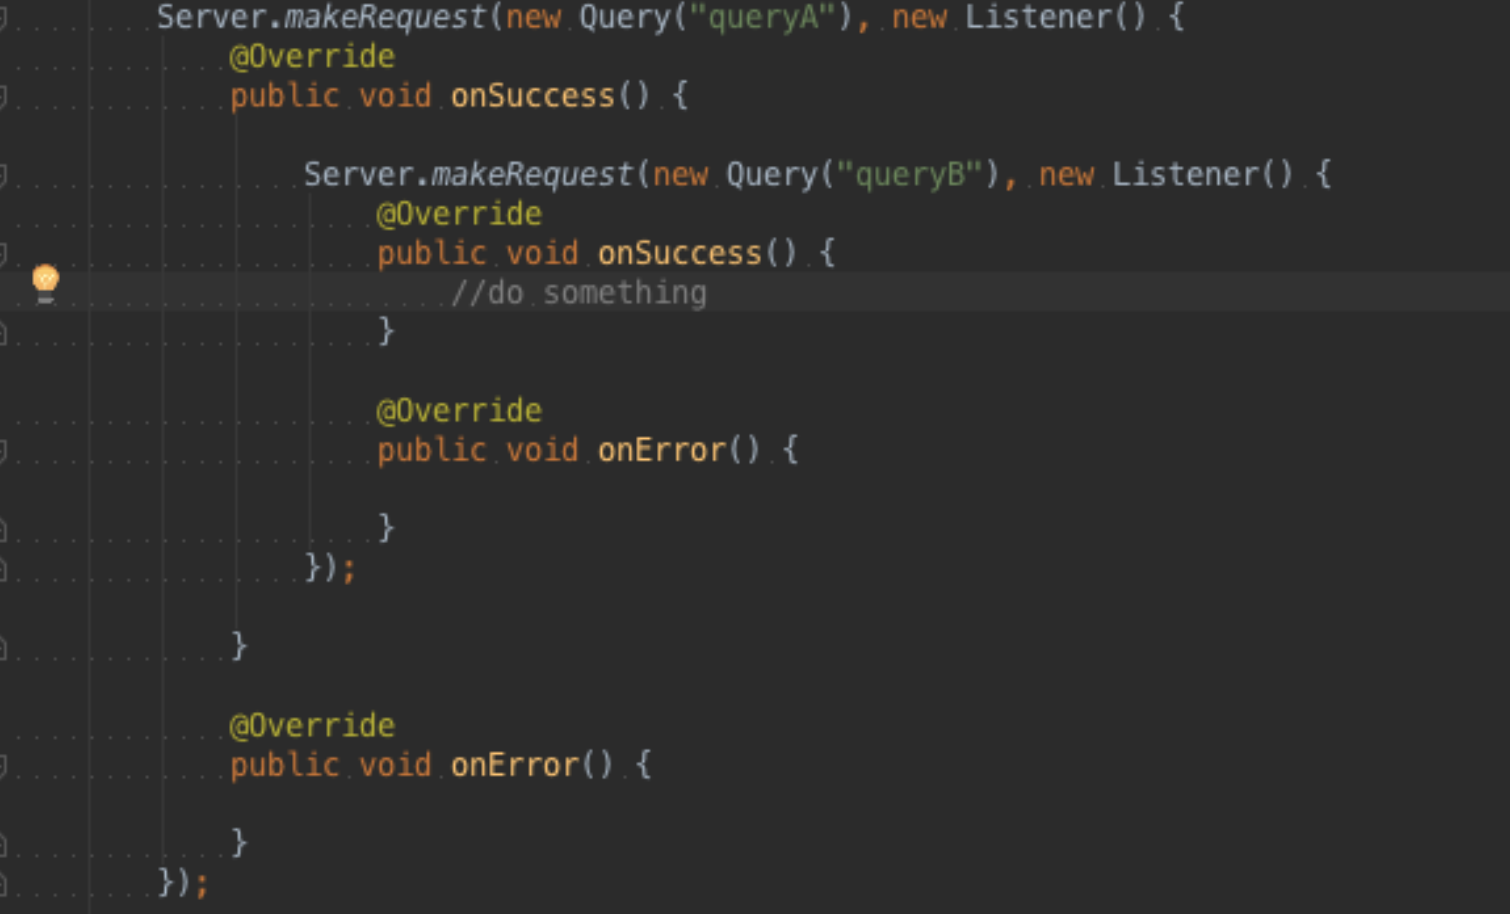 Server.makeRequest(new Query("queryA"), new Listener() {
@Override
public void onSuccess() {
Server.makeRequest(new Query("queryB"), new Listener() {
@Override
public void onSuccess() {
//do something
}
@Override
public void onError() {
}
});
}
@Override
public void onError() {
}
});